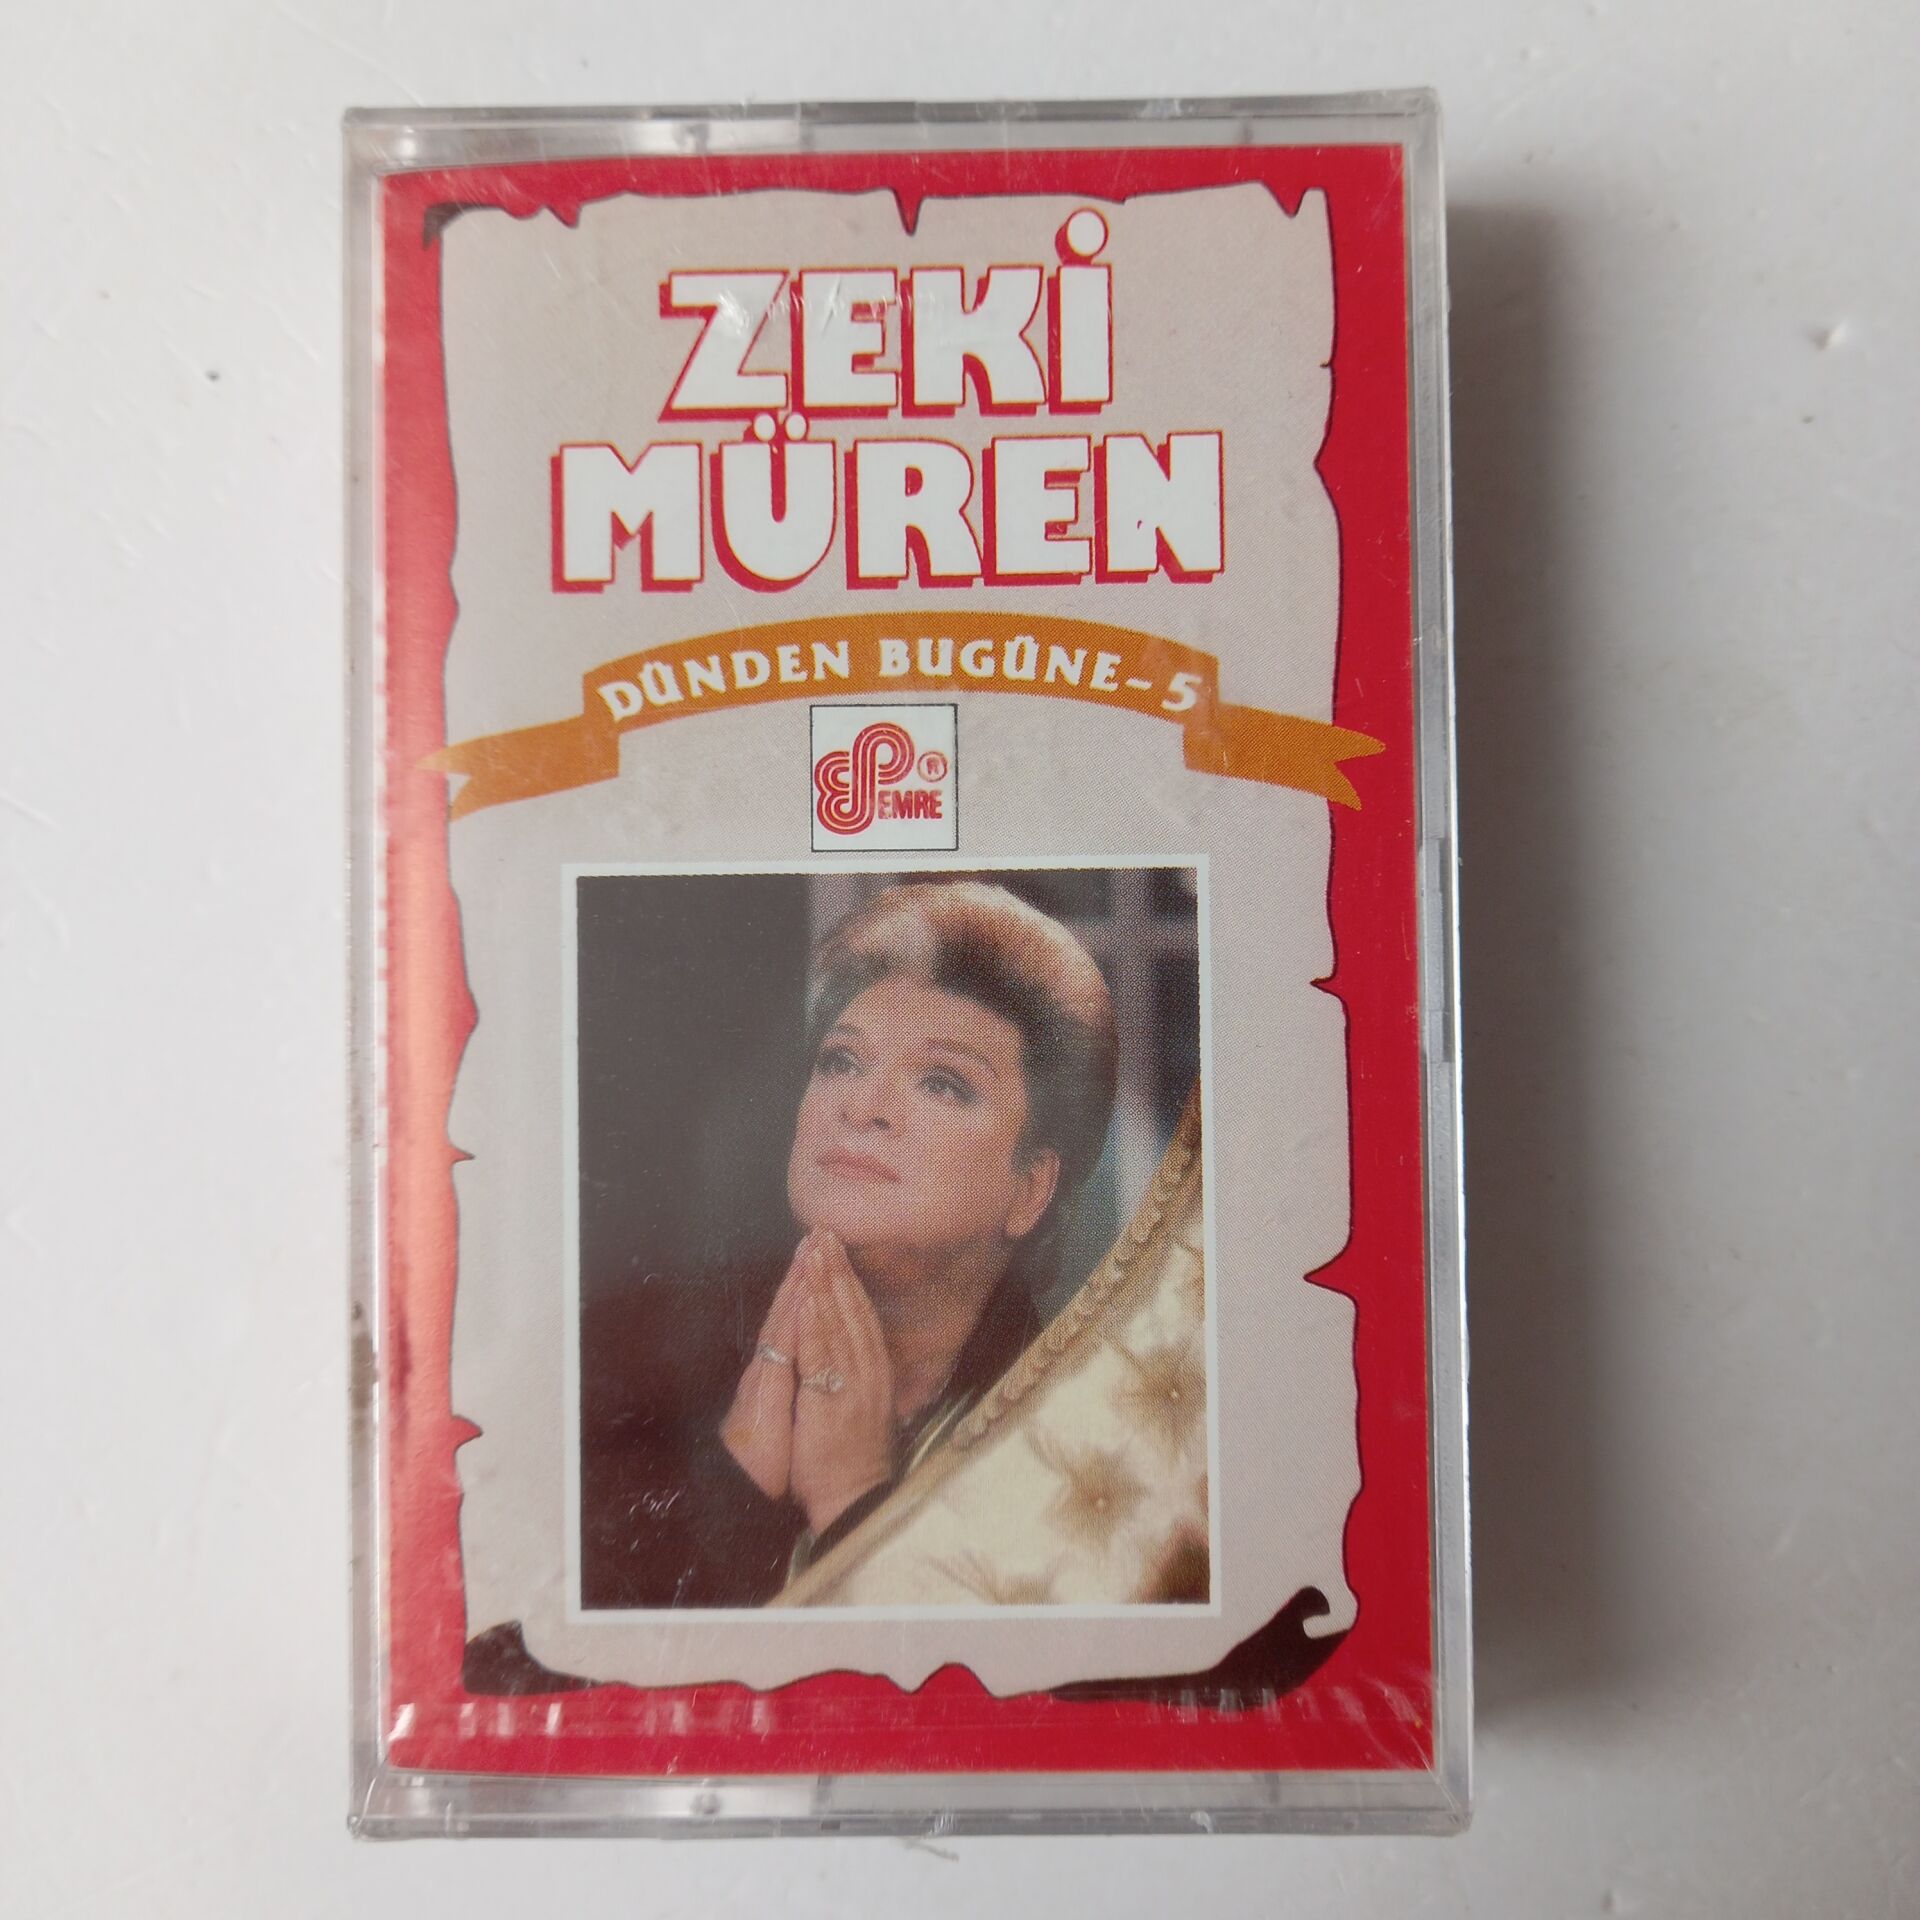 ZEKİ
MÜREN
DÜNDEN BUGÜNE-5
®
EMRE